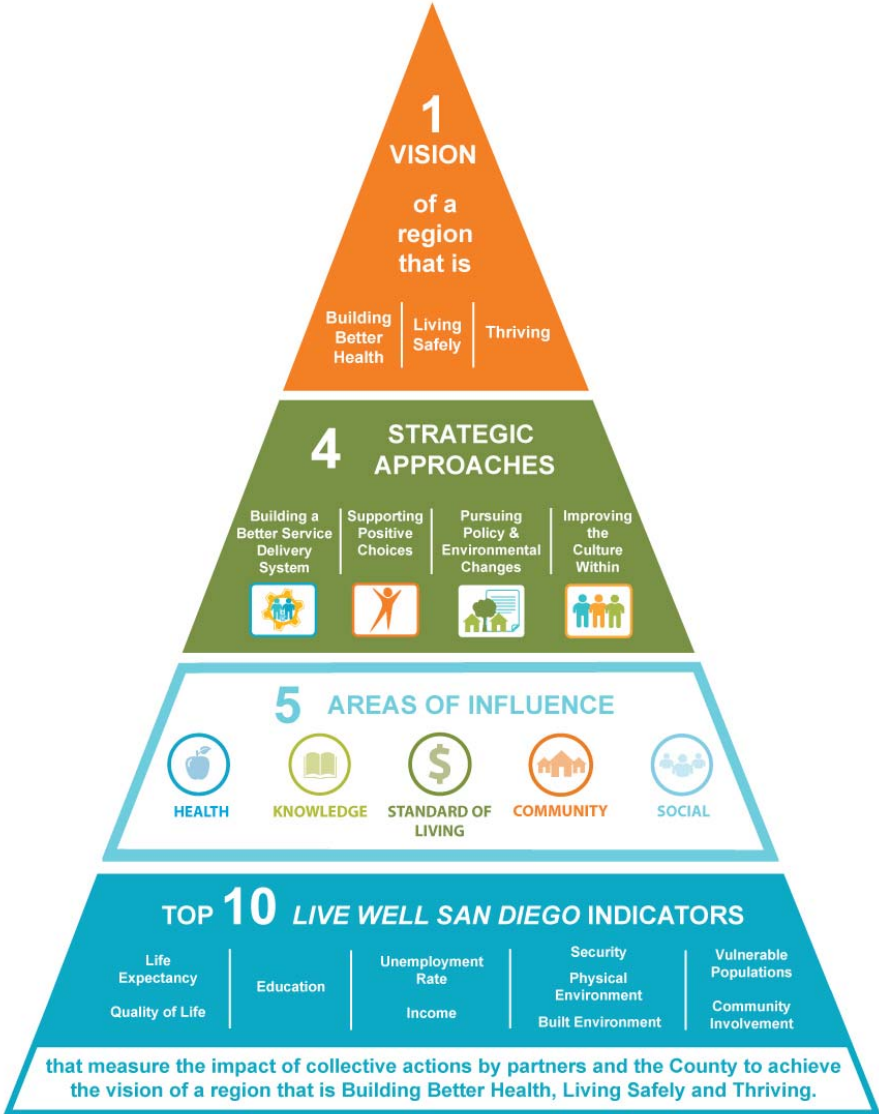 1
VISION
of a
region
that is
Building
Better
Health
Living
Safely
Thriving
4
STRATEGIC
APPROACHES
Building a
Better Service
Delivery
System
Supporting
Positive
Choices
Pursuing
Policy &
Environmental
Changes
Improving
the
Culture
Within
5 AREAS OF INFLUENCE
$
HEALTH
KNOWLEDGE
STANDARD OF
LIVING
COMMUNITY
SOCIAL
TOP 10 LIVE WELL SAN DIEGO INDICATORS
Life
Expectancy
Quality of Life
Education
Unemployment
Rate
Income
Security
Physical
Environment
Built Environment
Vulnerable
Populations
Community
Involvement
that measure the impact of collective actions by partners and the County to achieve
the vision of a region that is Building Better Health, Living Safely and Thriving.